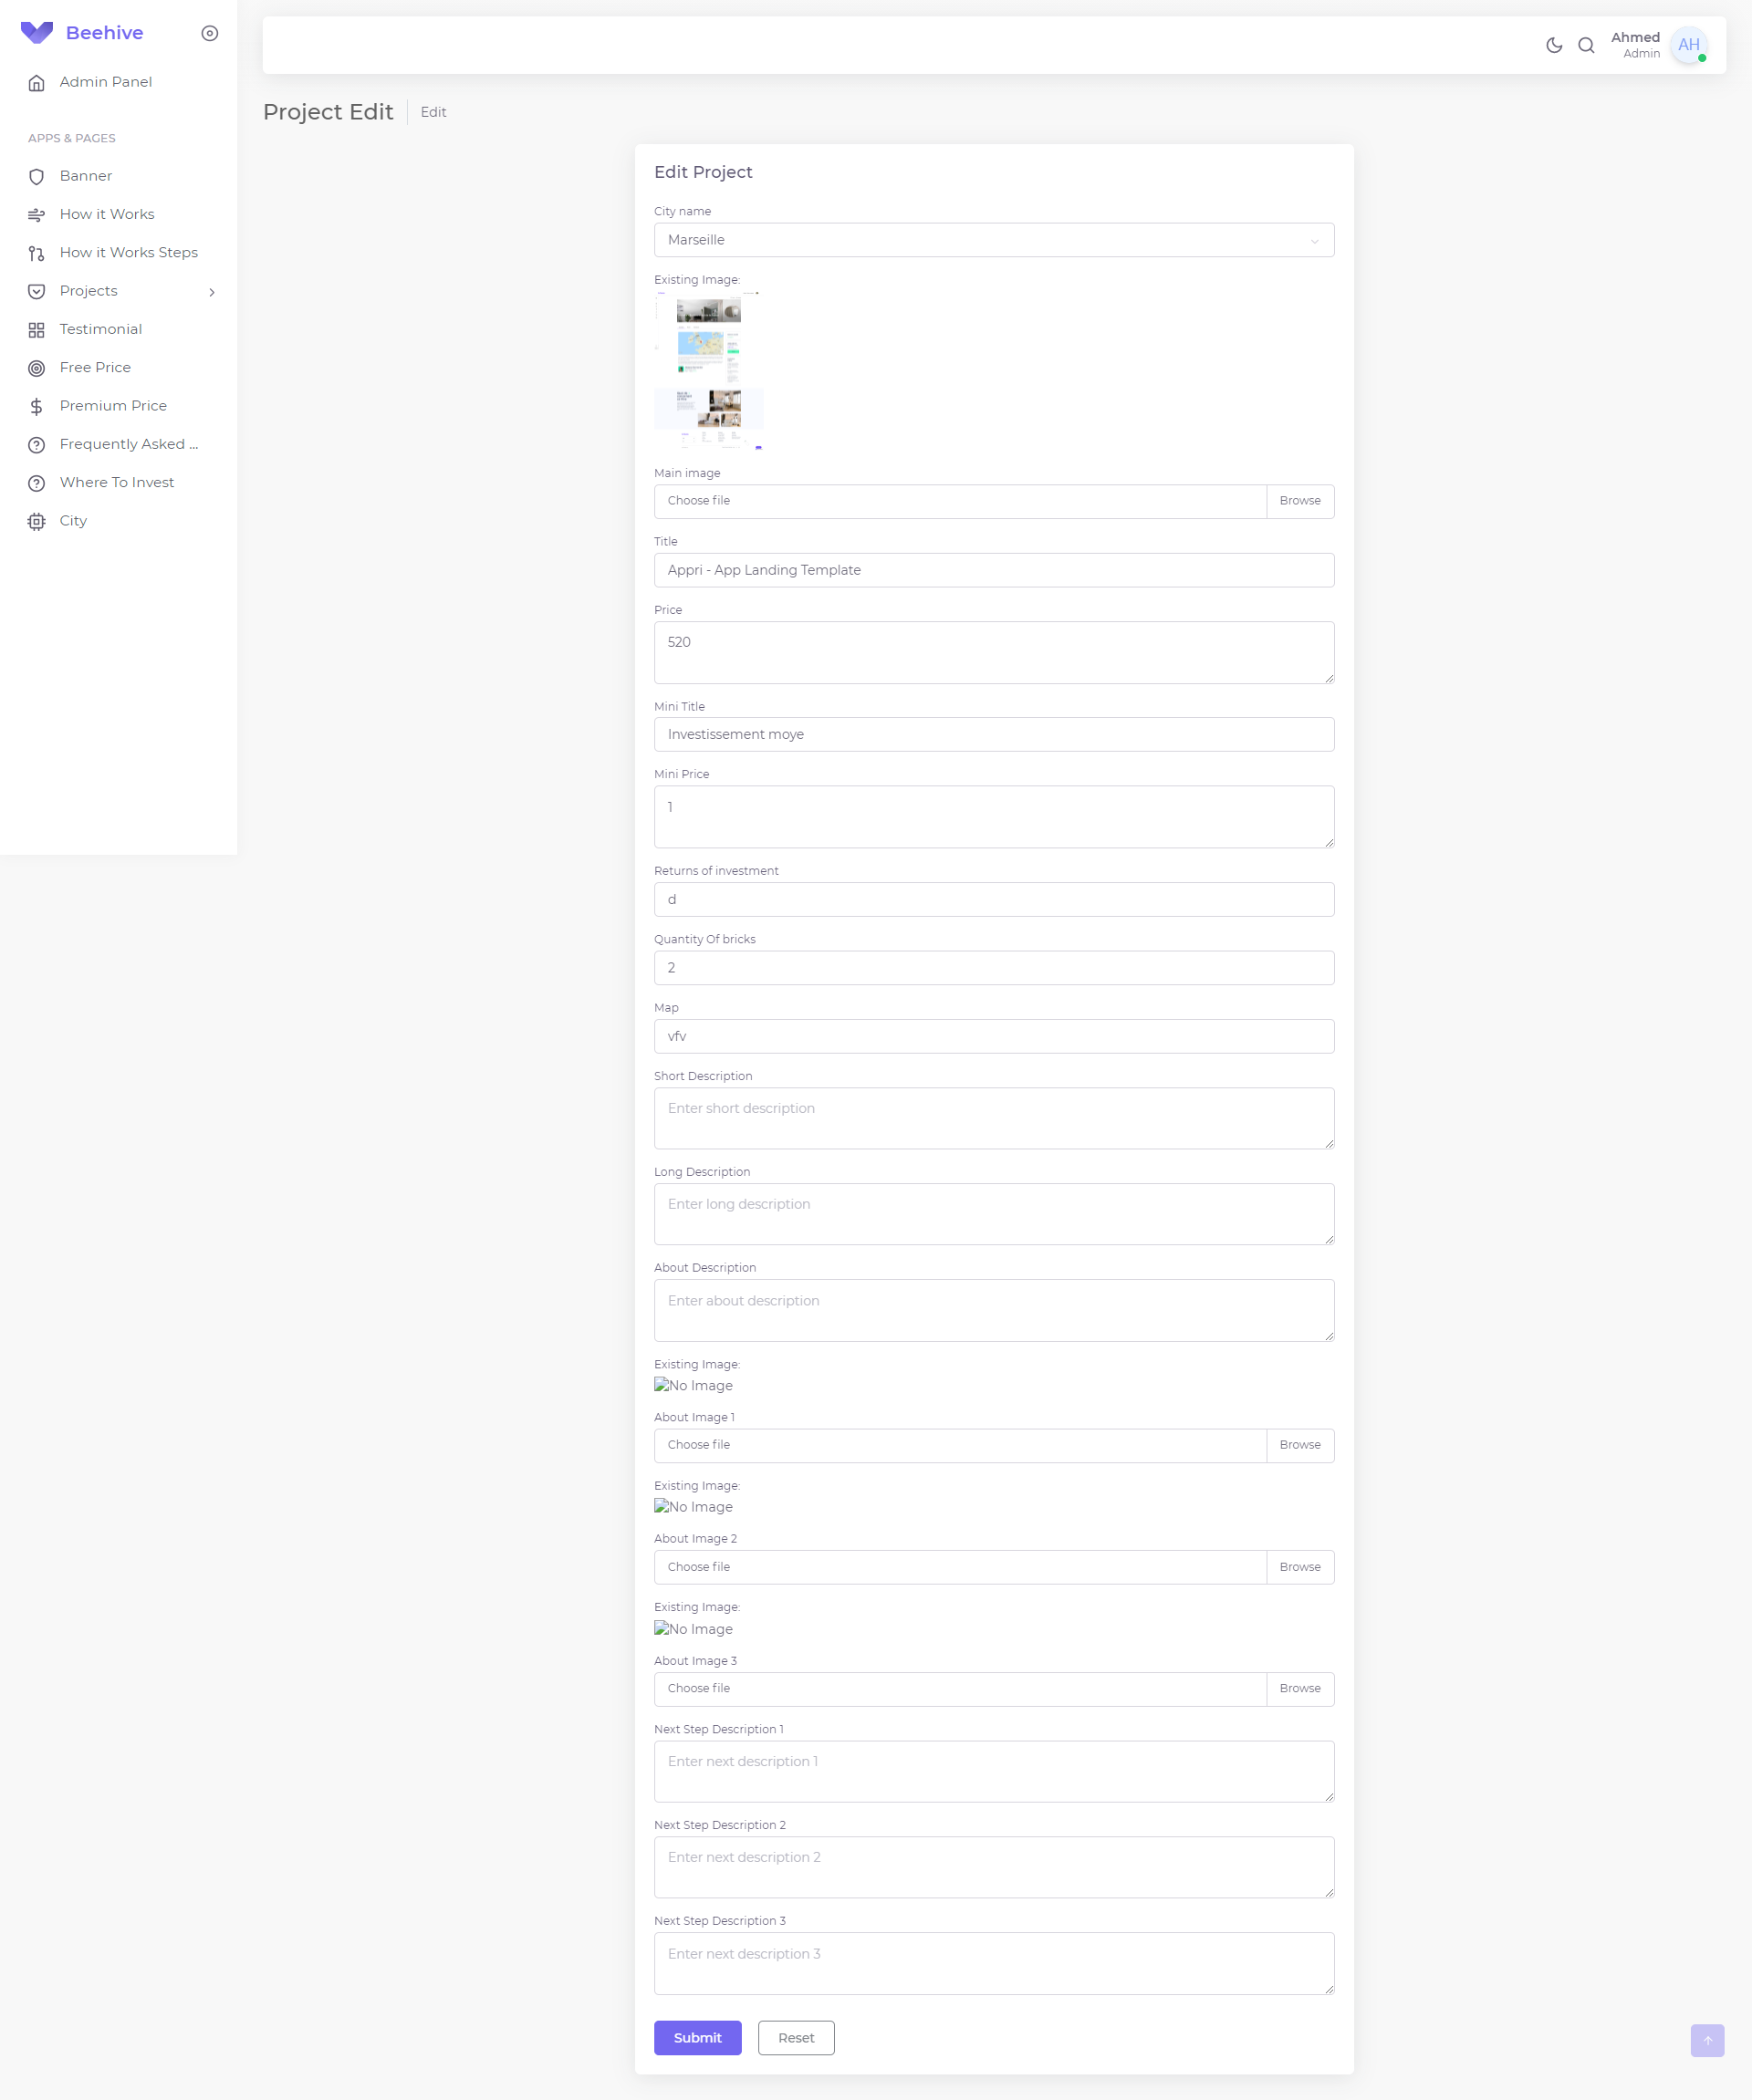 Beehive
Admin Panel
APPS & PAGES
Banner
How it Works
How it Works Steps
Projects
Testimonial
Free Price
Premium Price
Frequently Asked ...
Where To Invest
City
Ahmed
Admin
AH
Project Edit
Edit
Edit Project
City name
Marseille
Existing Image:
Main image
Choose file
Browse
Title
Appri - App Landing Template
Price
520
Mini Title
Investissement moye
Mini Price
1
Returns of investment
d
Quantity Of bricks
2
Map
vfv
Short Description
Enter short description
Long Description
Enter long description
About Description
Enter about description
Existing Image:
No Image
About Image 1
Choose file
Browse
Existing Image:
No Image
About Image 2
Choose file
Browse
Existing Image:
No Image
About Image 3
Choose file
Browse
Next Step Description 1
Enter next description 1
Next Step Description 2
Enter next description 2
Next Step Description 3
Enter next description 3
Submit
Reset